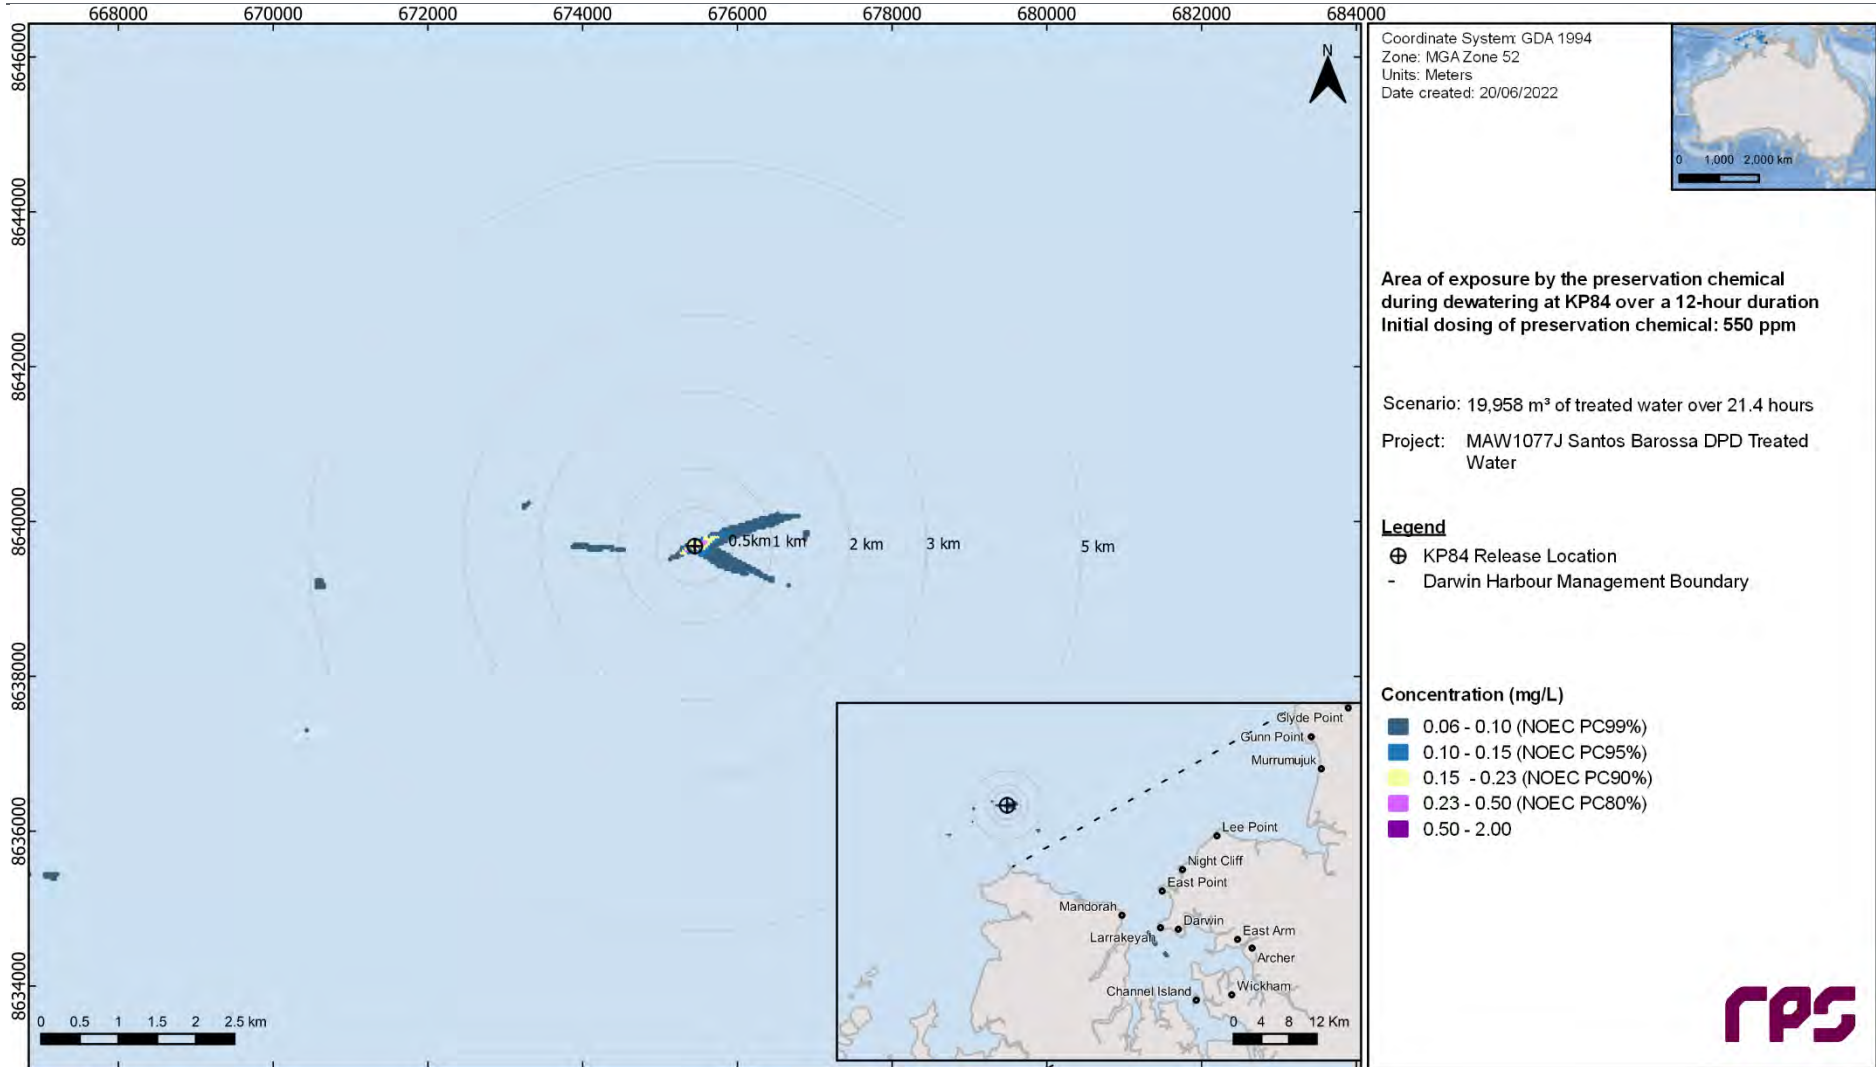 668000 670000 672000 674000 676000 678000 680000 682000 684000
8646000
8644000
8642000
8640000
8638000
8636000
8634000
N
0.5km 1 km 2 km 3 km 5 km
0 0.5 1 1.5 2 2.5 km
Glyde Point
Gunn Point
Murrumujuk
Lee Point
Night Cliff
East Point
Mandorah
Darwin
Larrakeyah
East Arm
Archer
Channel Island
Wickham
0 4 8 12 Km
Coordinate System: GDA 1994
Zone: MGA Zone 52
Units: Meters
Date created: 20/06/2022
0 1,000 2,000 km
Area of exposure by the preservation chemical
during dewatering at KP84 over a 12-hour duration
Initial dosing of preservation chemical: 550 ppm
Scenario: 19,958 m³ of treated water over 21.4 hours
Project: MAW1077J Santos Barossa DPD Treated
Water
Legend
KP84 Release Location
Darwin Harbour Management Boundary
Concentration (mg/L)
0.06 - 0.10 (NOEC PC99%)
0.10 - 0.15 (NOEC PC95%)
0.15 - 0.23 (NOEC PC90%)
0.23 - 0.50 (NOEC PC80%)
0.50 - 2.00
rps